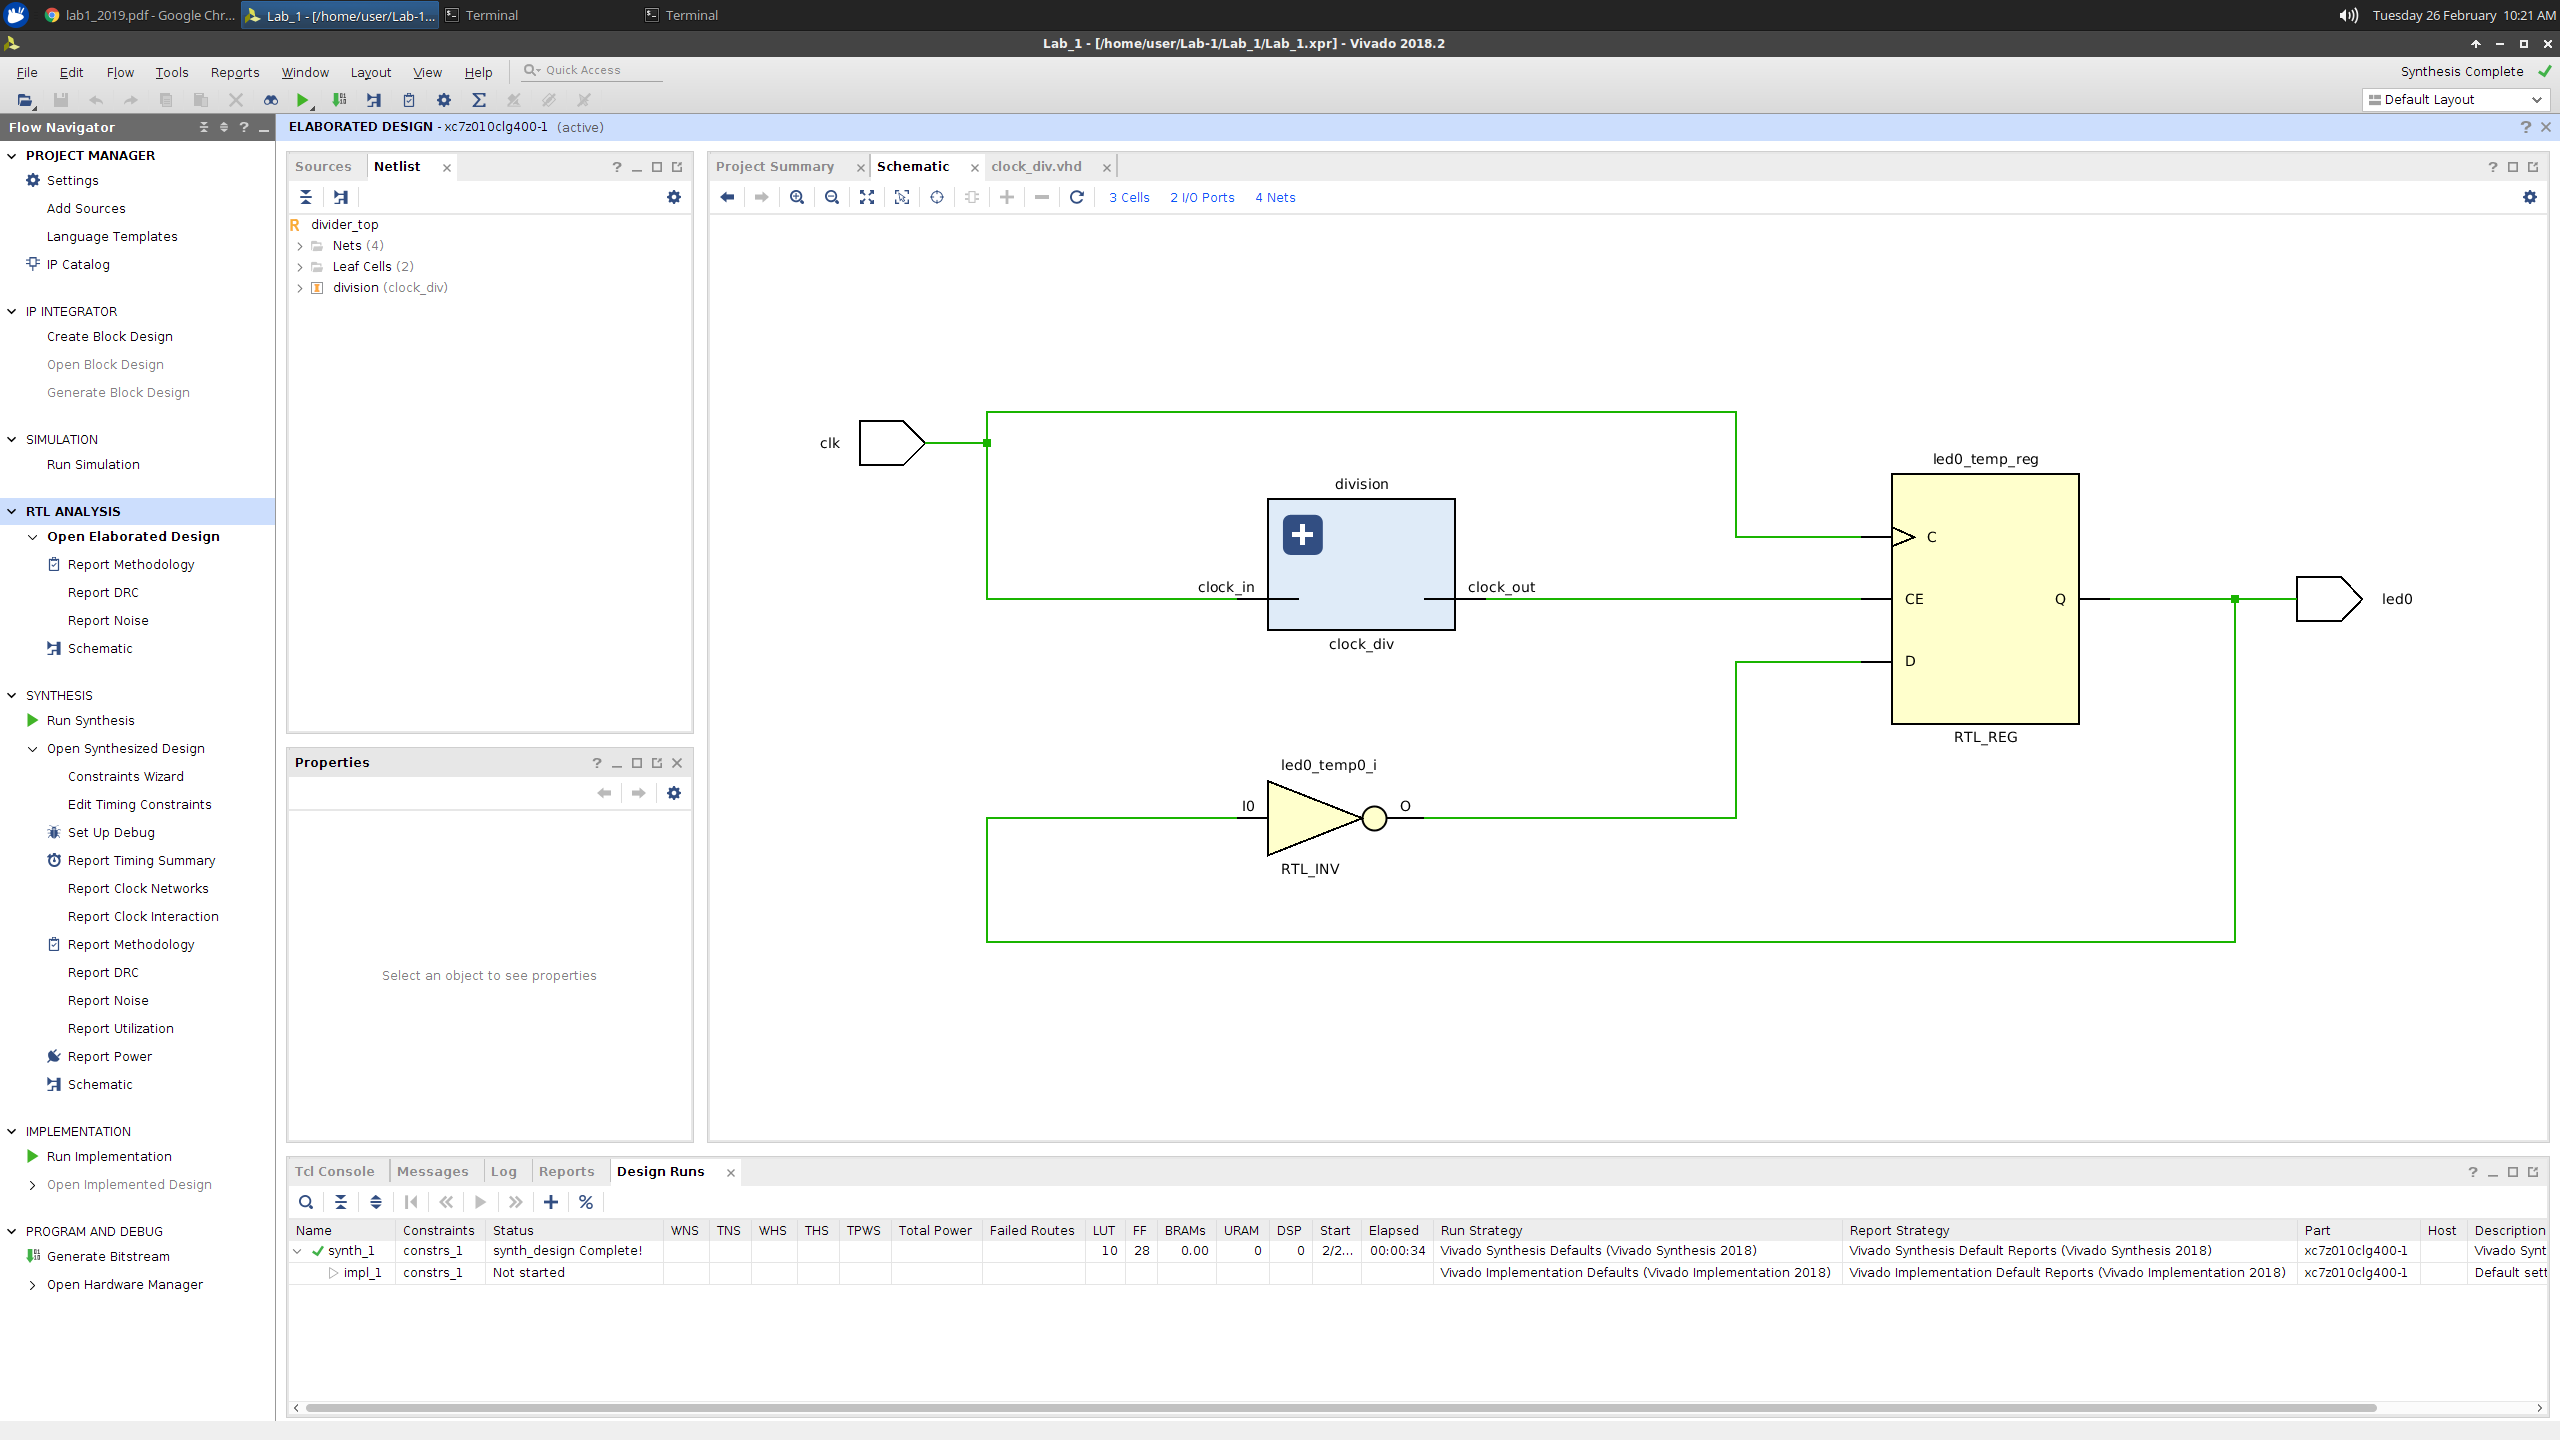 lab1_2019.pdf - Google Chr...
Lab_1 - [/home/user/Lab-1...
Terminal
Terminal
Tuesday 26 February 10:21 AM
Lab_1 - [/home/user/Lab-1/Lab_1/Lab_1.xpr] - Vivado 2018.2
File Edit Flow Tools Reports Window Layout View Help
Quick Access
Synthesis Complete
Default Layout
Flow Navigator
ELABORATED DESIGN - xc7z010clg400-1 (active)
PROJECT MANAGER
Settings
Add Sources
Language Templates
IP Catalog
IP INTEGRATOR
Create Block Design
Open Block Design
Generate Block Design
SIMULATION
Run Simulation
RTL ANALYSIS
Open Elaborated Design
Report Methodology
Report DRC
Report Noise
Schematic
SYNTHESIS
Run Synthesis
Open Synthesized Design
Constraints Wizard
Edit Timing Constraints
Set Up Debug
Report Timing Summary
Report Clock Networks
Report Clock Interaction
Report Methodology
Report DRC
Report Noise
Report Utilization
Report Power
Schematic
IMPLEMENTATION
Run Implementation
Open Implemented Design
PROGRAM AND DEBUG
Generate Bitstream
Open Hardware Manager
Sources
Netlist
divider_top
Nets (4)
Leaf Cells (2)
division (clock_div)
Properties
Select an object to see properties
Project Summary
Schematic
clock_div.vhd
3 Cells
2 I/O Ports
4 Nets
clk
division
clock_in
clock_out
clock_div
led0_temp_reg
C
CE
Q
D
RTL_REG
led0
led0_temp0_i
I0
O
RTL_INV
Tcl Console
Messages
Log
Reports
Design Runs
Name Constraints Status WNS TNS WHS THS TPWS Total Power Failed Routes LUT FF BRAMs URAM DSP Start Elapsed Run Strategy Report Strategy Part Host Description
synth_1 constrs_1 synth_design Complete! 10 28 0.00 0 0 2/2... 00:00:34 Vivado Synthesis Defaults (Vivado Synthesis 2018) Vivado Synthesis Default Reports (Vivado Synthesis 2018) xc7z010clg400-1 Vivado Synt
impl_1 constrs_1 Not started Vivado Implementation Defaults (Vivado Implementation 2018) Vivado Implementation Default Reports (Vivado Implementation 2018) xc7z010clg400-1 Default sett